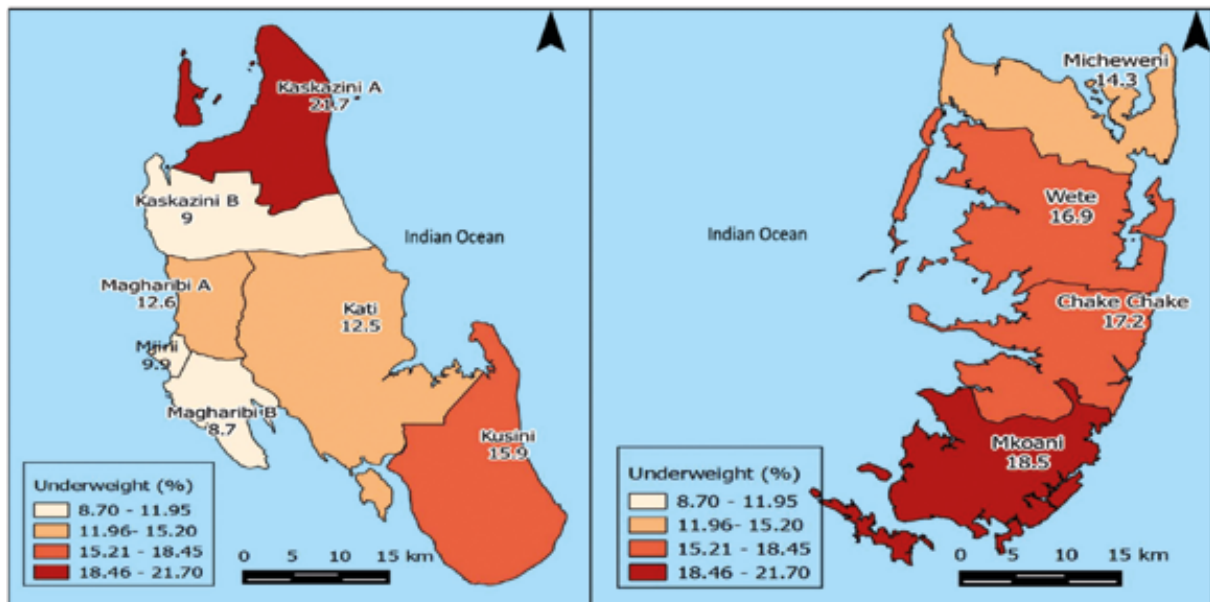 Kaskazini A
21.7
Kaskazini B
9
Indian Ocean
Magharibi A
12.6
Kati
12.5
Mjini
9.9
Magharibi B
8.7
Kusini
15.9
Underweight (%)
8.70 - 11.95
11.96- 15.20
15.21 - 18.45
18.46 - 21.70
0 5 10 15 km
Micheweni
14.3
Wete
16.9
Indian Ocean
Chake Chake
17.2
Mkoani
18.5
Underweight (%)
8.70 - 11.95
11.96- 15.20
15.21 - 18.45
18.46 - 21.70
0 5 10 15 km